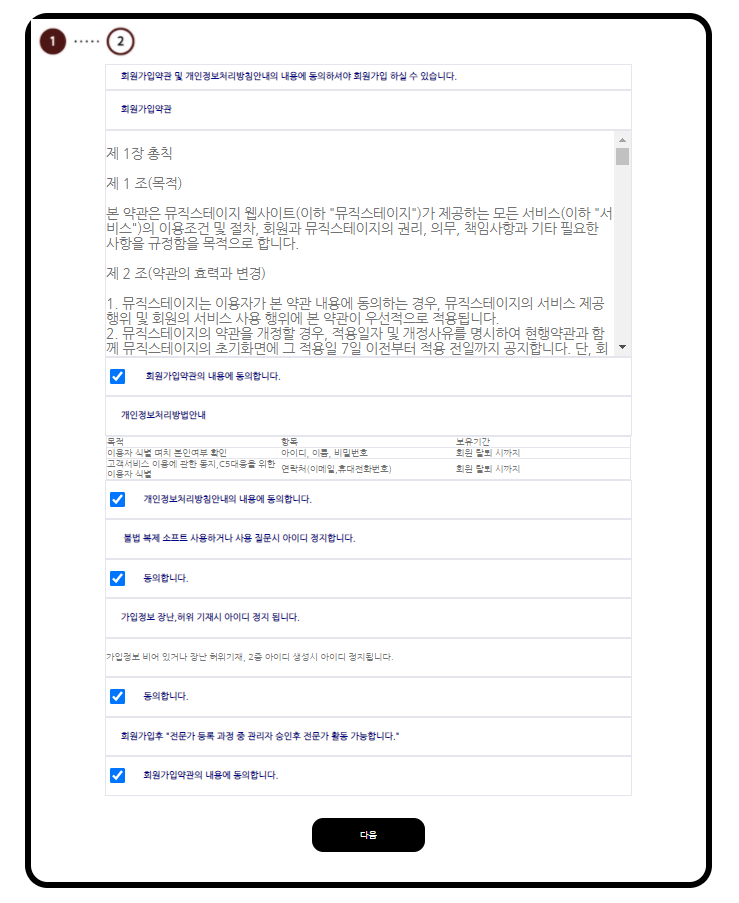 1 ····· 2
회원가입약관 및 개인정보처리방침안내의 내용에 동의하셔야 회원가입 하실 수 있습니다.
회원가입약관
제 1장 총칙
제 1 조(목적)
본 약관은 뮤직스테이지 웹사이트(이하 "뮤직스테이지")가 제공하는 모든 서비스(이하 "서
비스")의 이용조건 및 절차, 회원과 뮤직스테이지의 권리, 의무, 책임사항과 기타 필요한
사항을 규정함을 목적으로 합니다.
제 2 조(약관의 효력과 변경)
1. 뮤직스테이지는 이용자가 본 약관 내용에 동의하는 경우, 뮤직스테이지의 서비스 제공
행위 및 회원의 서비스 사용 행위에 본 약관이 우선적으로 적용됩니다.
2. 뮤직스테이지의 약관을 개정할 경우, 적용일자 및 개정사유를 명시하여 현행약관과 함
께 뮤직스테이지의 초기화면에 그 적용일 7일 이전부터 적용 전일까지 공지합니다. 단, 회
회원가입약관의 내용에 동의합니다.
개인정보처리방법안내
목적 항목 보유기간
이용자 식별 며치 본인여부 확인 아이디, 이름, 비밀번호 회원 탈퇴 시까지
고객서비스 이용에 관한 통지,CS대응을 위한
이용자 식별 연락처(이메일,휴대전화번호) 회원 탈퇴 시까지
개인정보처리방침안내의 내용에 동의합니다.
불법 복제 소프트 사용하거나 사용 질문시 아이디 정지합니다.
동의합니다.
가입정보 장난,허위 기재시 아이디 정지 됩니다.
가입정보 비어 있거나 장난 허위기재, 2중 아이디 생성시 아이디 정지됩니다.
동의합니다.
회원가입후 "전문가 등록 과정 중 관리자 승인후 전문가 활동 가능합니다."
회원가입약관의 내용에 동의합니다.
다음